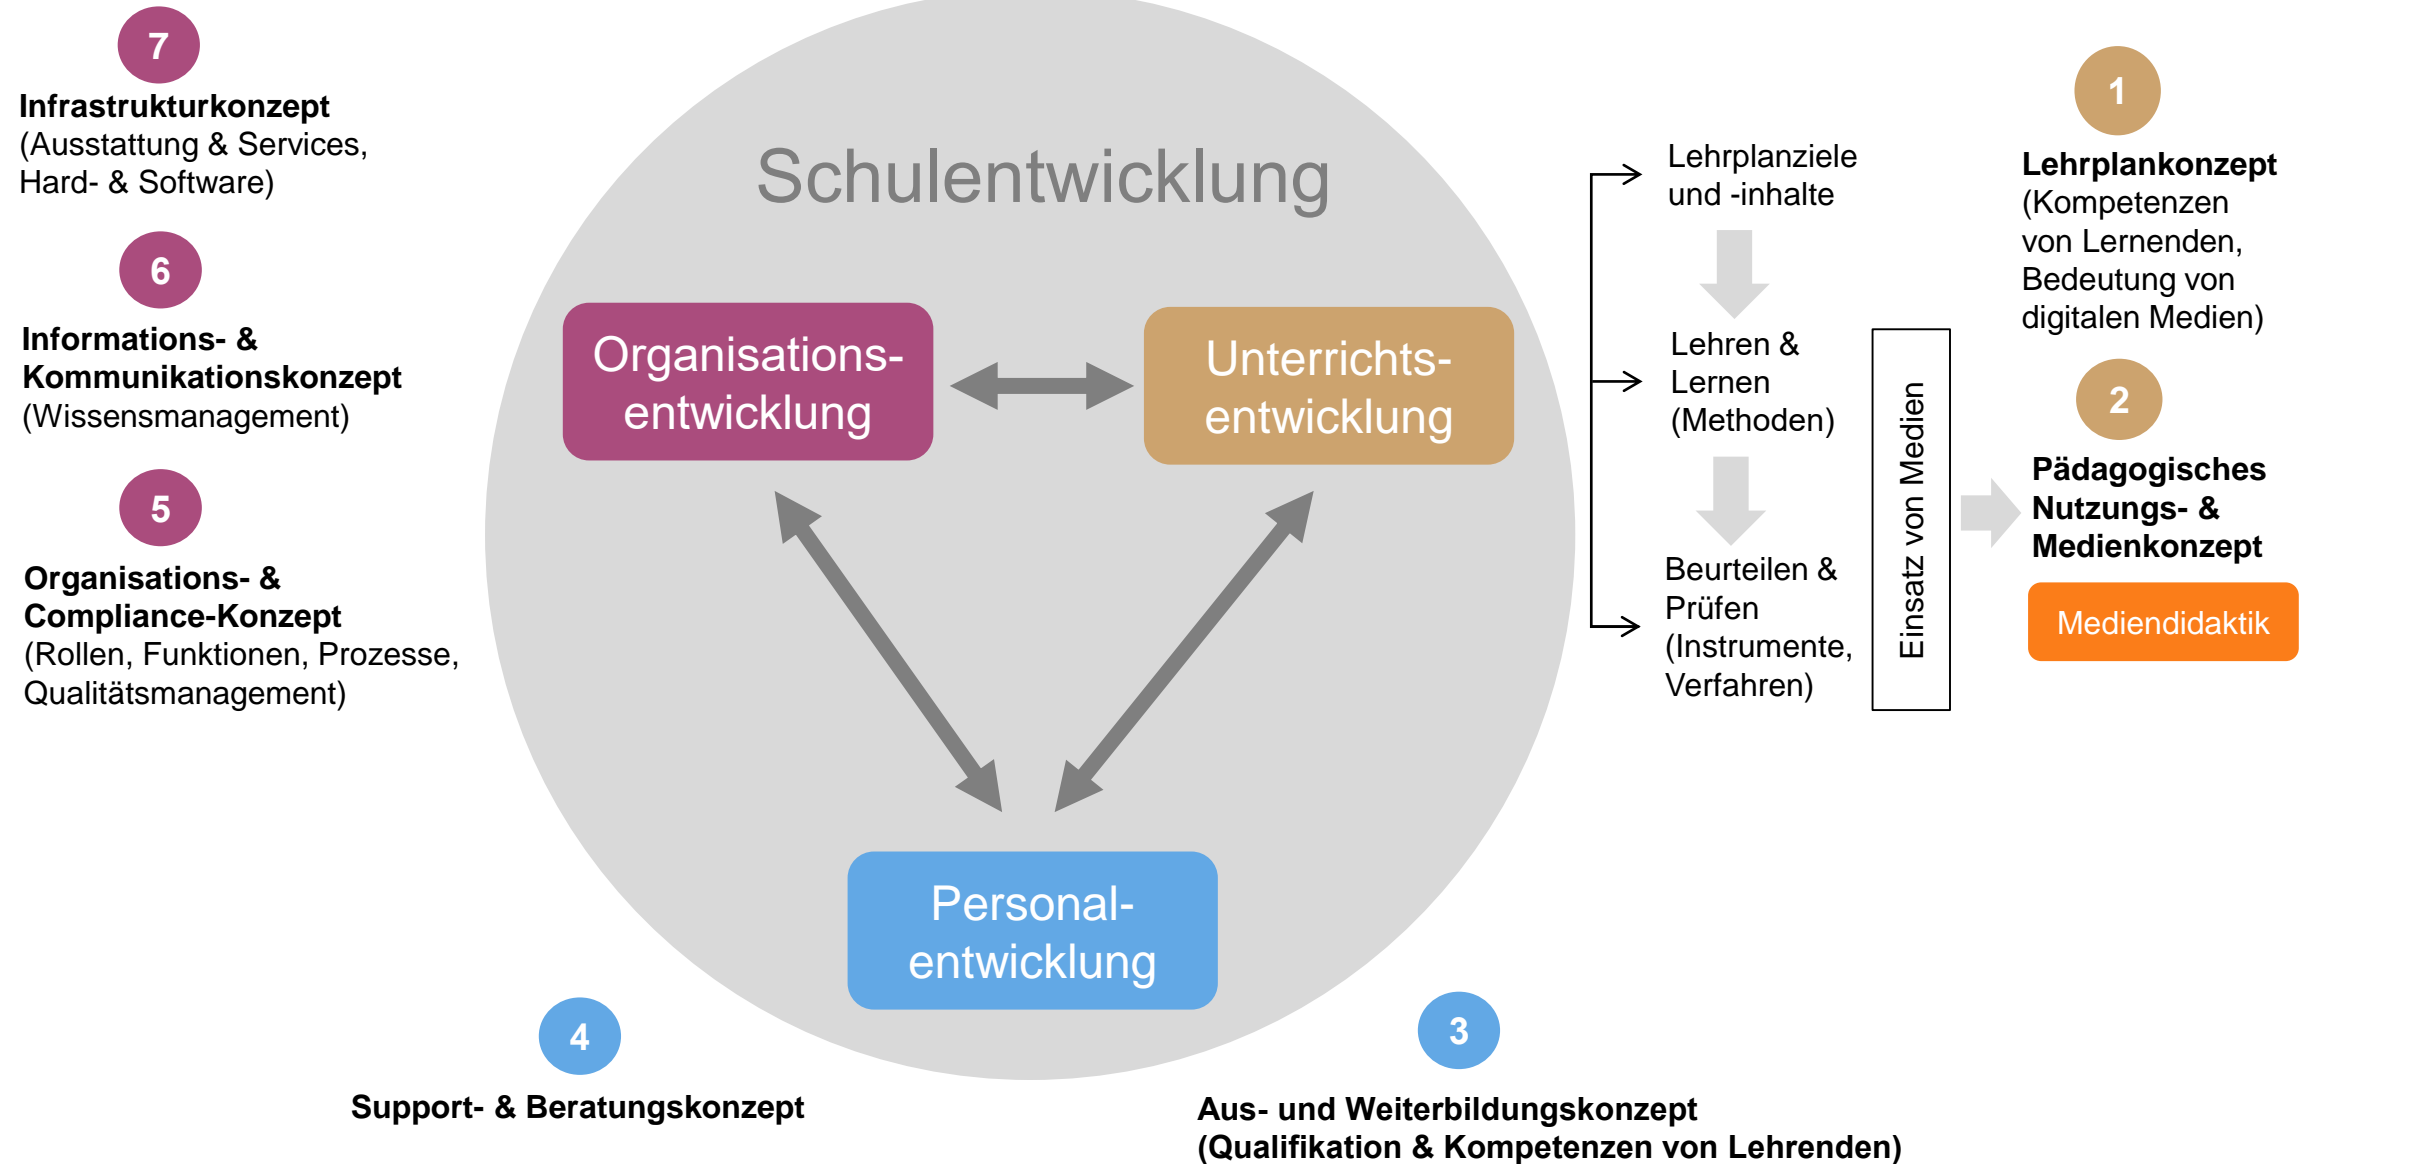 7
Infrastrukturkonzept
(Ausstattung & Services,
Hard- & Software)
6
Informations- &
Kommunikationskonzept
(Wissensmanagement)
5
Organisations- &
Compliance-Konzept
(Rollen, Funktionen, Prozesse,
Qualitätsmanagement)
Schulentwicklung
Organisations-
entwicklung
Unterrichts-
entwicklung
Personal-
entwicklung
Lehrplanziele
und -inhalte
Lehren &
Lernen
(Methoden)
Beurteilen &
Prüfen
(Instrumente,
Verfahren)
Einsatz von Medien
1
Lehrplankonzept
(Kompetenzen
von Lernenden,
Bedeutung von
digitalen Medien)
2
Pädagogisches
Nutzungs- &
Medienkonzept
Mediendidaktik
4
Support- & Beratungskonzept
3
Aus- und Weiterbildungskonzept
(Qualifikation & Kompetenzen von Lehrenden)